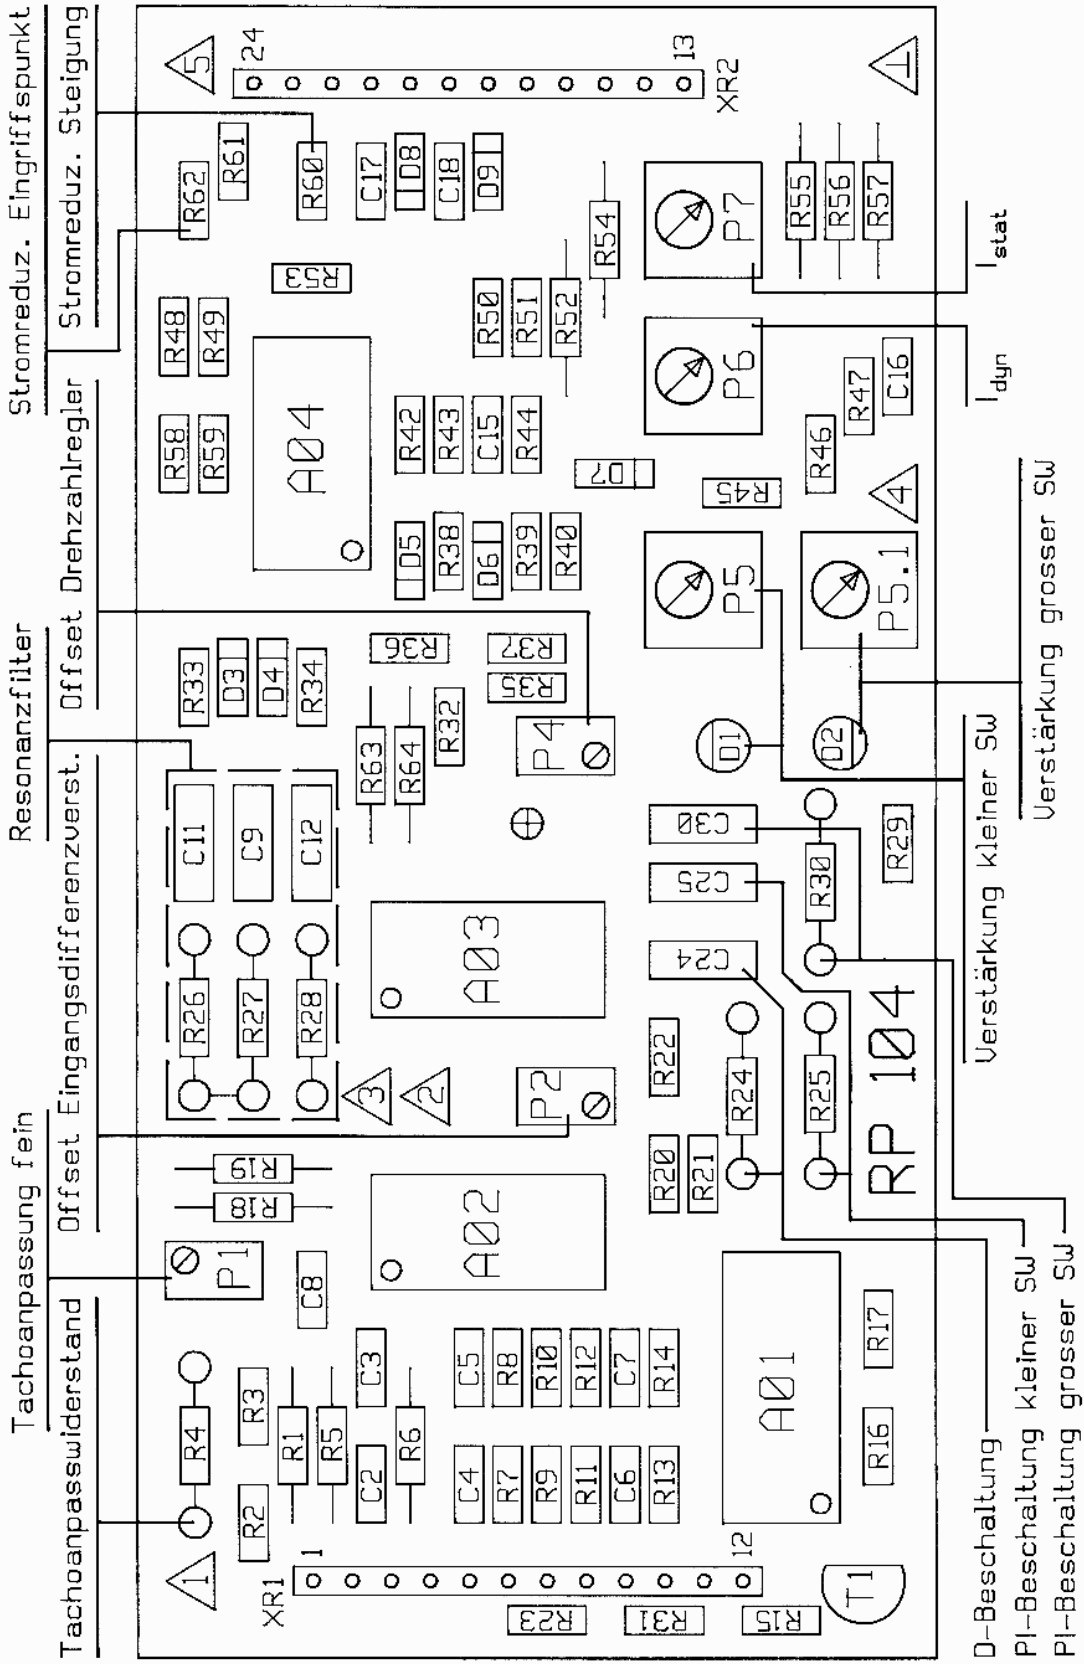 Stromreduz. Eingriffspunkt
Stromreduz. Steigung
Offset Drehzahlregler
Resonanzfilter
Offset Eingangsdifferenzverst.
Tachoanpassung fein
Tachoanpasswiderstand
1
R4
R2
R3
R1
R5
C2
C3
R6
C4
C5
R7
R8
R9
R10
R11
R12
C6
C7
R13
R14
XR1
1
12
R23
R31
R15
T1
A01
R16
R17
P1
C8
R18
R19
A02
P2
R20
R21
R22
R24
R25
RP 104
3
2
R26
R27
R28
C11
C9
C12
A03
C24
C25
C30
R30
R29
R33
D3
D4
R34
R63
R64
R32
R36
R37
R35
P4
D1
D2
R58
R59
R48
R49
A04
D5
R38
D6
R39
R40
R42
R43
C15
R44
D7
R45
P5
P5.1
4
R46
R47
C16
P6
P7
R50
R51
R52
R53
R54
R62
R61
R60
C17
D8
C18
D9
R55
R56
R57
5
24
13
XR2
1
I stat
I dyn
Verstärkung grosser SW
Verstärkung kleiner SW
D-Beschaltung
PI-Beschaltung kleiner SW
PI-Beschaltung grosser SW